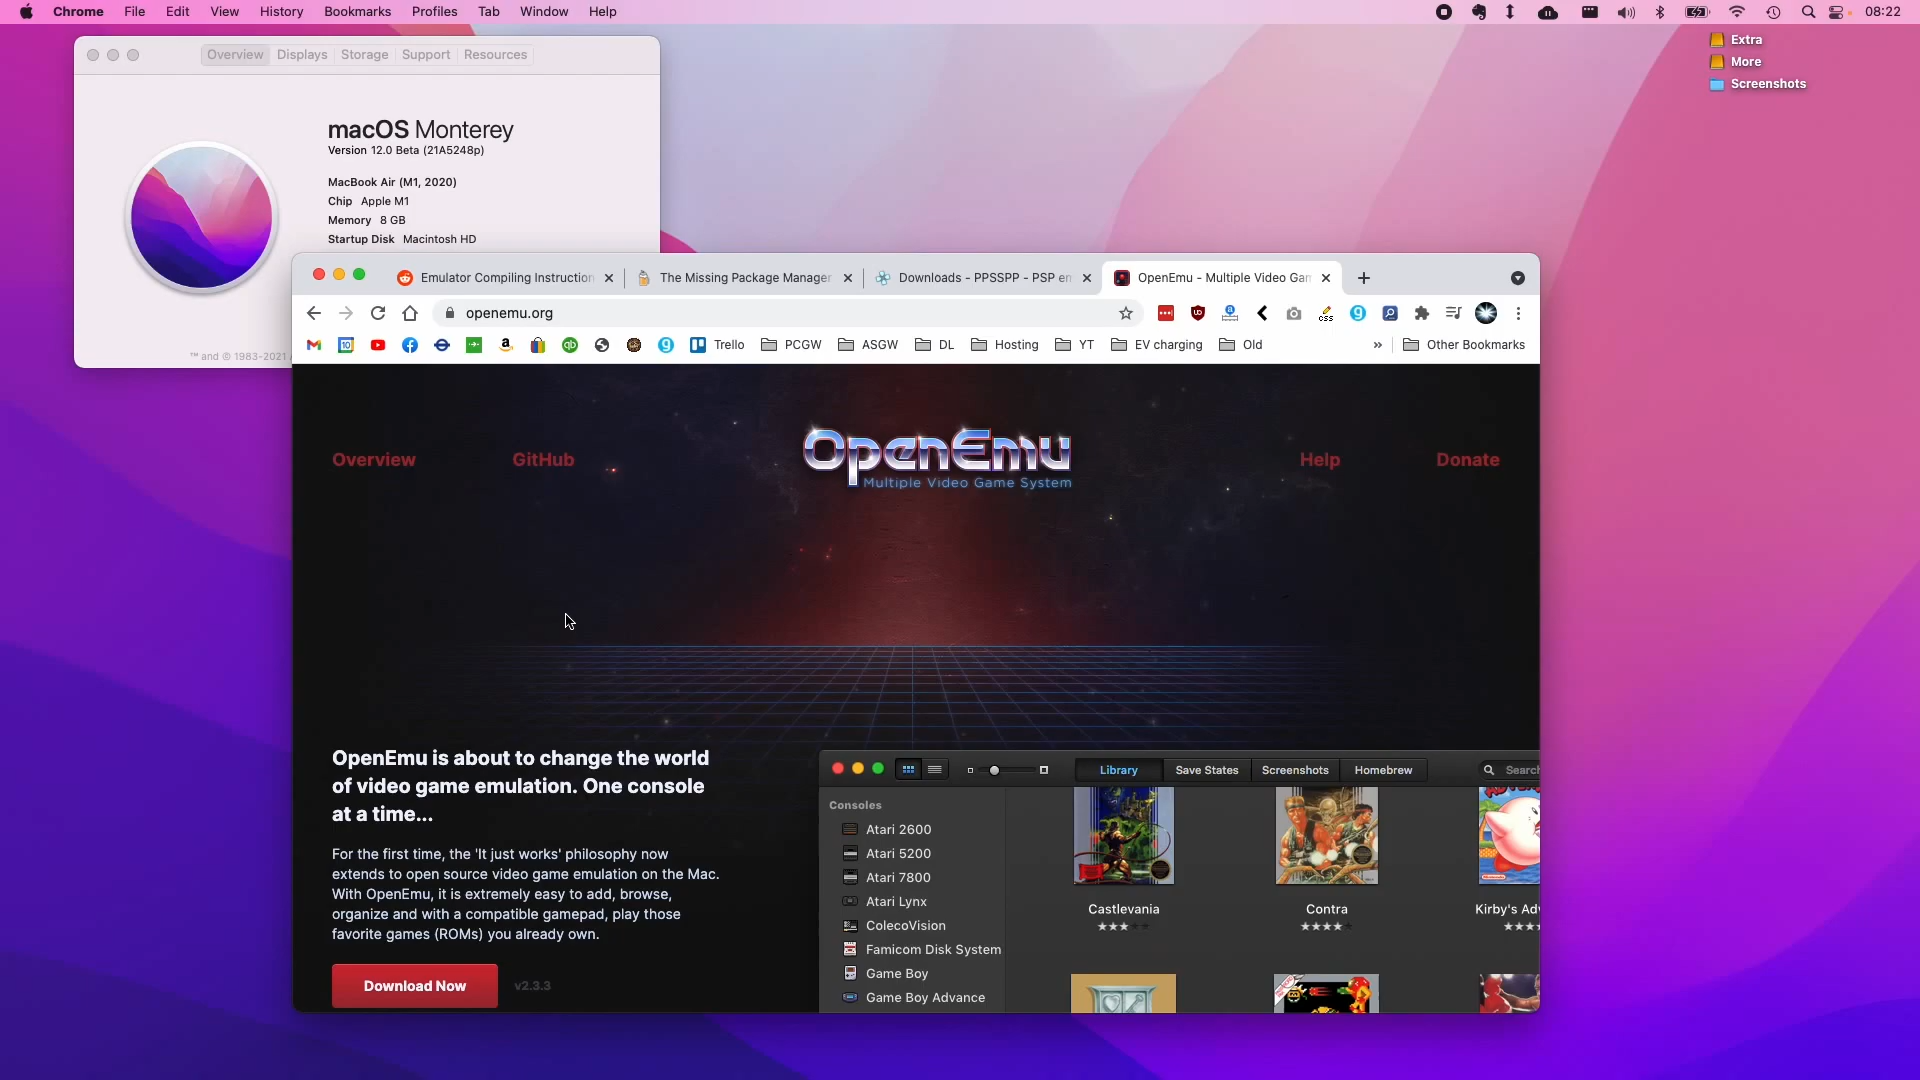 Chrome File Edit View History Bookmarks Profiles Tab Window Help
08:22
Extra
More
Screenshots
Overview Displays Storage Support Resources
macOS Monterey
Version 12.0 Beta (21A5248p)
MacBook Air (M1, 2020)
Chip Apple M1
Memory 8 GB
Startup Disk Macintosh HD
™ and © 1983-2021
Emulator Compiling Instruction
The Missing Package Manager
Downloads - PPSSPP - PSP en
OpenEmu - Multiple Video Gam
openemu.org
Trello PCGW ASGW DL Hosting YT EV charging Old » Other Bookmarks
Overview GitHub
OpenEmu
Multiple Video Game System
Help Donate
OpenEmu is about to change the world
of video game emulation. One console
at a time...
For the first time, the 'It just works' philosophy now
extends to open source video game emulation on the Mac.
With OpenEmu, it is extremely easy to add, browse,
organize and with a compatible gamepad, play those
favorite games (ROMs) you already own.
Download Now v2.3.3
Library Save States Screenshots Homebrew Search
Consoles
Atari 2600
Atari 5200
Atari 7800
Atari Lynx
ColecoVision
Famicom Disk System
Game Boy
Game Boy Advance
Castlevania
Contra
Kirby's Adv